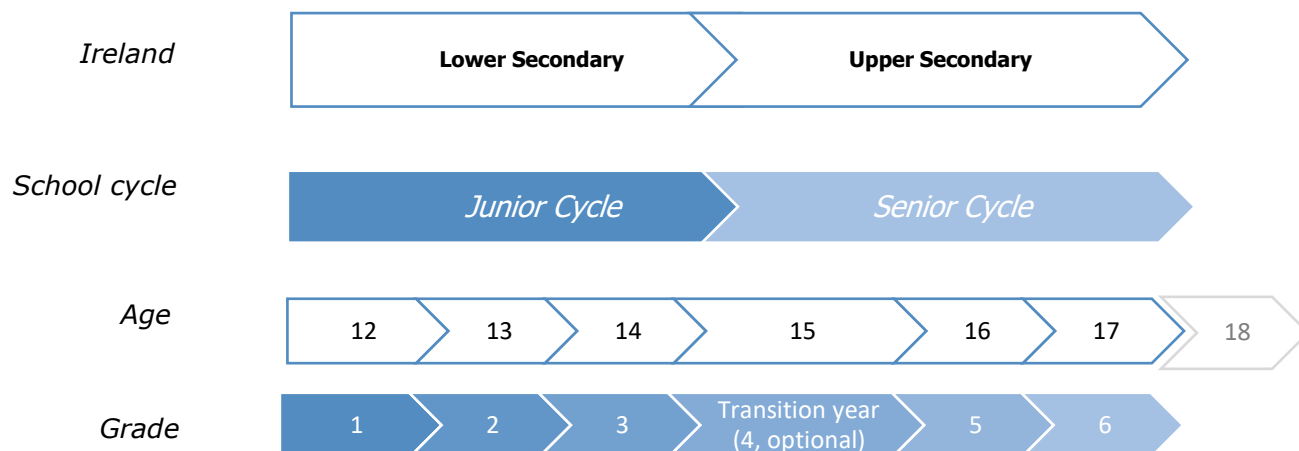 Ireland
Lower Secondary
Upper Secondary
School cycle
Junior Cycle
Senior Cycle
Age
12
13
14
15
16
17
18
Grade
1
2
3
Transition year
(4, optional)
5
6